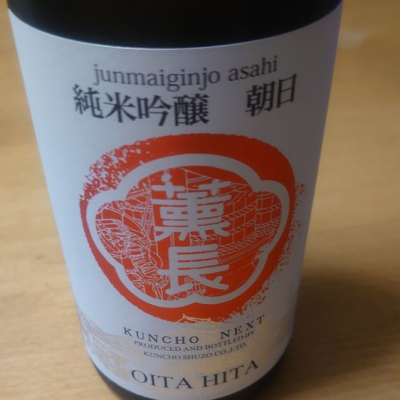 junmaiginjo asahi
純米吟醸 朝日
薫長
KUNCHO NEXT
PRODUCED AND BOTTLED BY
KUNCHO SHUZO CO.,LTD.
OITA HITA